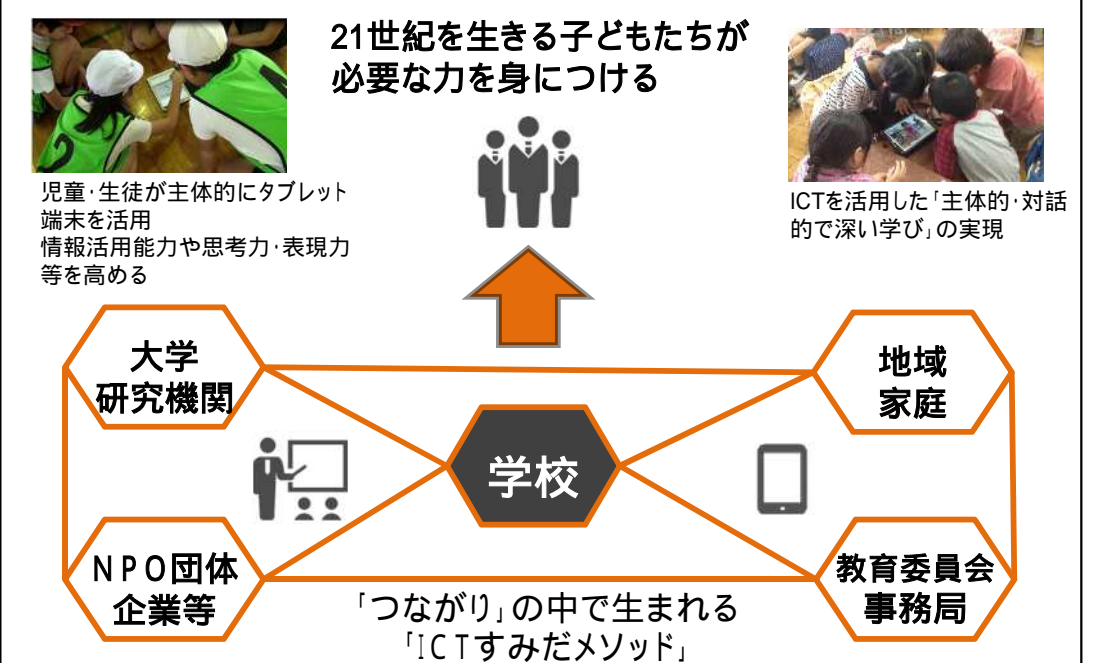 21世紀を生きる子どもたちが
必要な力を身につける
児童・生徒が主体的にタブレット
端末を活用
情報活用能力や思考力・表現力
等を高める
ICTを活用した「主体的・対話
的で深い学び」の実現
大学
研究機関
地域
家庭
学校
NPO団体
企業等
教育委員会
事務局
「つながり」の中で生まれる
「ICTすみだメソッド」
2